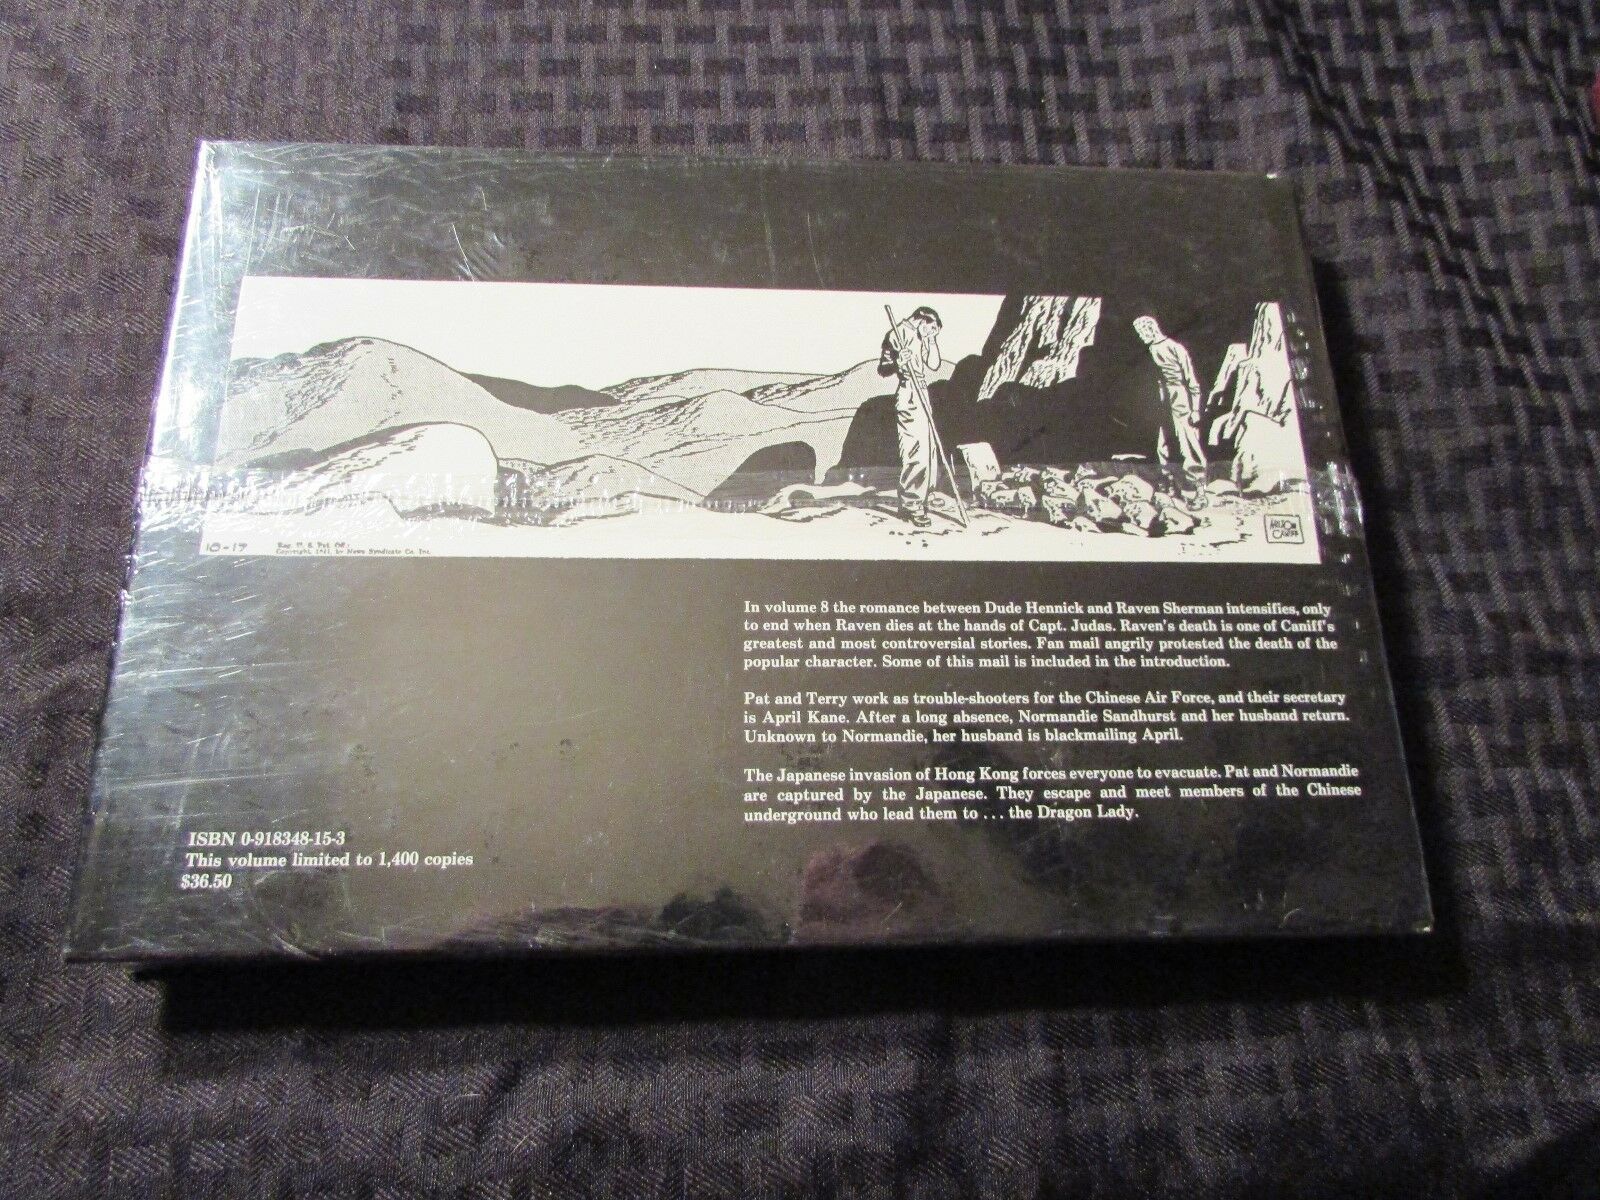 10-17
Reg. U. S. Pat. Off.:
Copyright, 1941, by News Syndicate Co. Inc.
MILTON
CANIFF
In volume 8 the romance between Dude Hennick and Raven Sherman intensifies, only
to end when Raven dies at the hands of Capt. Judas. Raven's death is one of Caniff's
greatest and most controversial stories. Fan mail angrily protested the death of the
popular character. Some of this mail is included in the introduction.
Pat and Terry work as trouble-shooters for the Chinese Air Force, and their secretary
is April Kane. After a long absence, Normandie Sandhurst and her husband return.
Unknown to Normandie, her husband is blackmailing April.
The Japanese invasion of Hong Kong forces everyone to evacuate. Pat and Normandie
are captured by the Japanese. They escape and meet members of the Chinese
underground who lead them to . . . the Dragon Lady.
ISBN 0-918348-15-3
This volume limited to 1,400 copies
$36.50